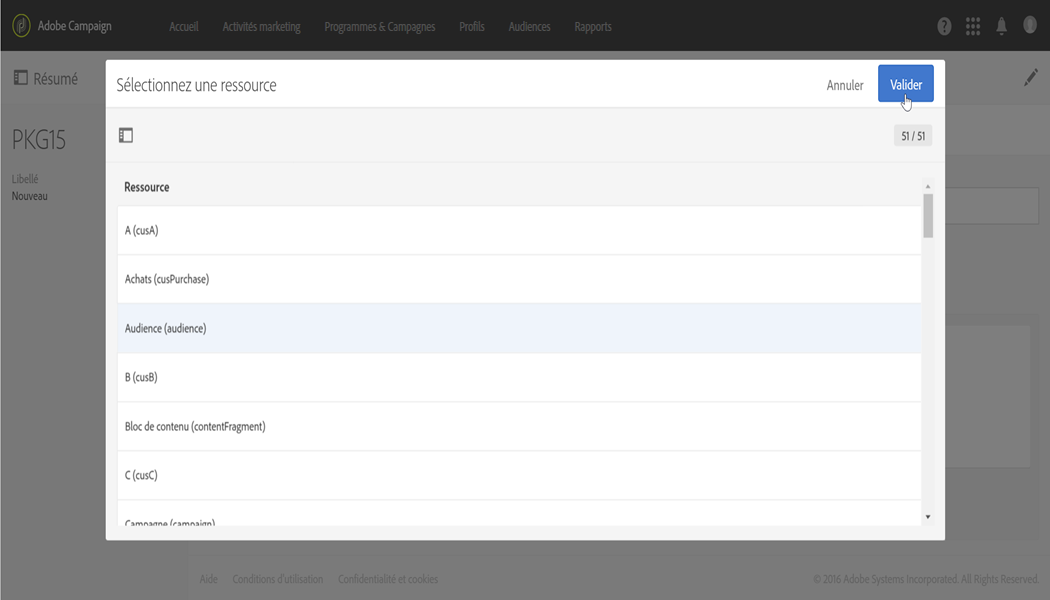 Adobe Campaign
Accueil Activités marketing Programmes & Campagnes Profils Audiences Rapports
Résumé
Sélectionnez une ressource
Annuler Valider
PKG15
51 / 51
Libellé
Nouveau
Ressource
A (cusA)
Achats (cusPurchase)
Audience (audience)
B (cusB)
Bloc de contenu (contentFragment)
C (cusC)
Campagne (campaign)
Aide Conditions d'utilisation Confidentialité et cookies © 2016 Adobe Systems Incorporated. All Rights Reserved.